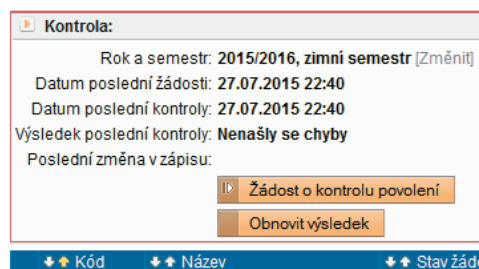 Kontrola:
Rok a semestr: 2015/2016, zimní semestr [Změnit]
Datum poslední žádosti: 27.07.2015 22:40
Datum poslední kontroly: 27.07.2015 22:40
Výsledek poslední kontroly: Nenašly se chyby
Poslední změna v zápisu:
Žádost o kontrolu povolení
Obnovit výsledek
Kód Název Stav žád